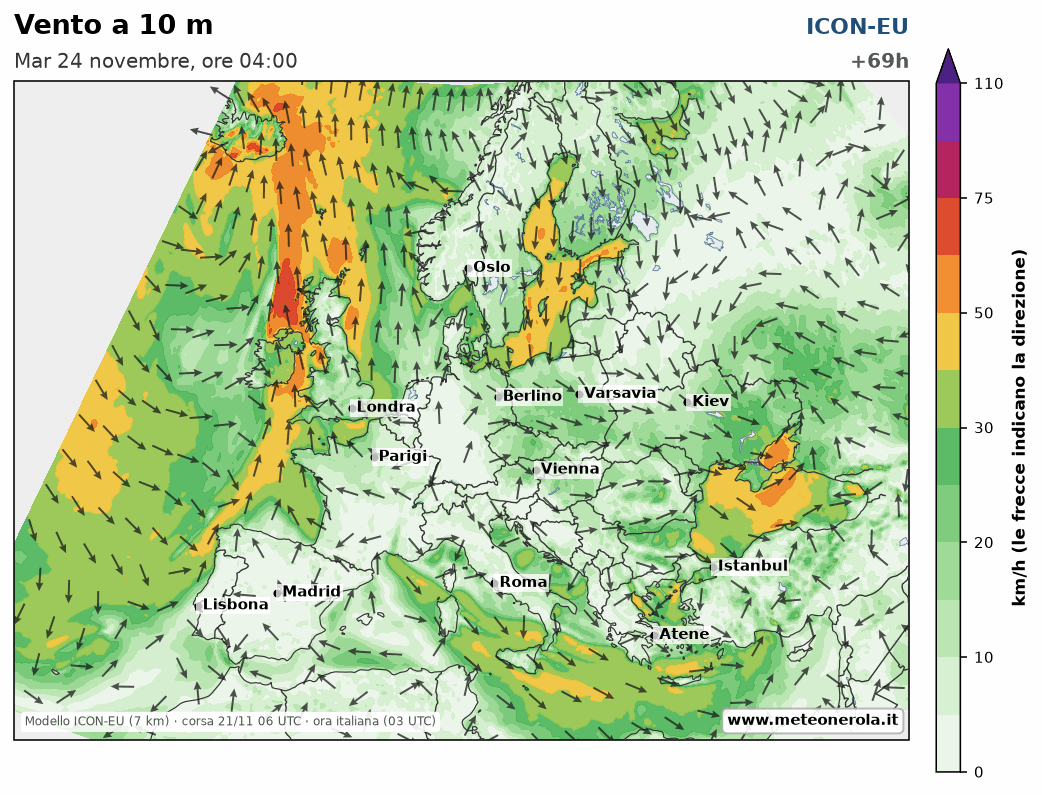 Vento a 10 m
ICON-EU
Mar 24 novembre, ore 04:00
+69h
110
75
50
30
20
10
0
km/h (le frecce indicano la direzione)
Oslo
Londra
Berlino
Varsavia
Kiev
Parigi
Vienna
Istanbul
Roma
Madrid
Lisbona
Atene
Modello ICON-EU (7 km) · corsa 21/11 06 UTC · ora italiana (03 UTC)
www.meteonerola.it